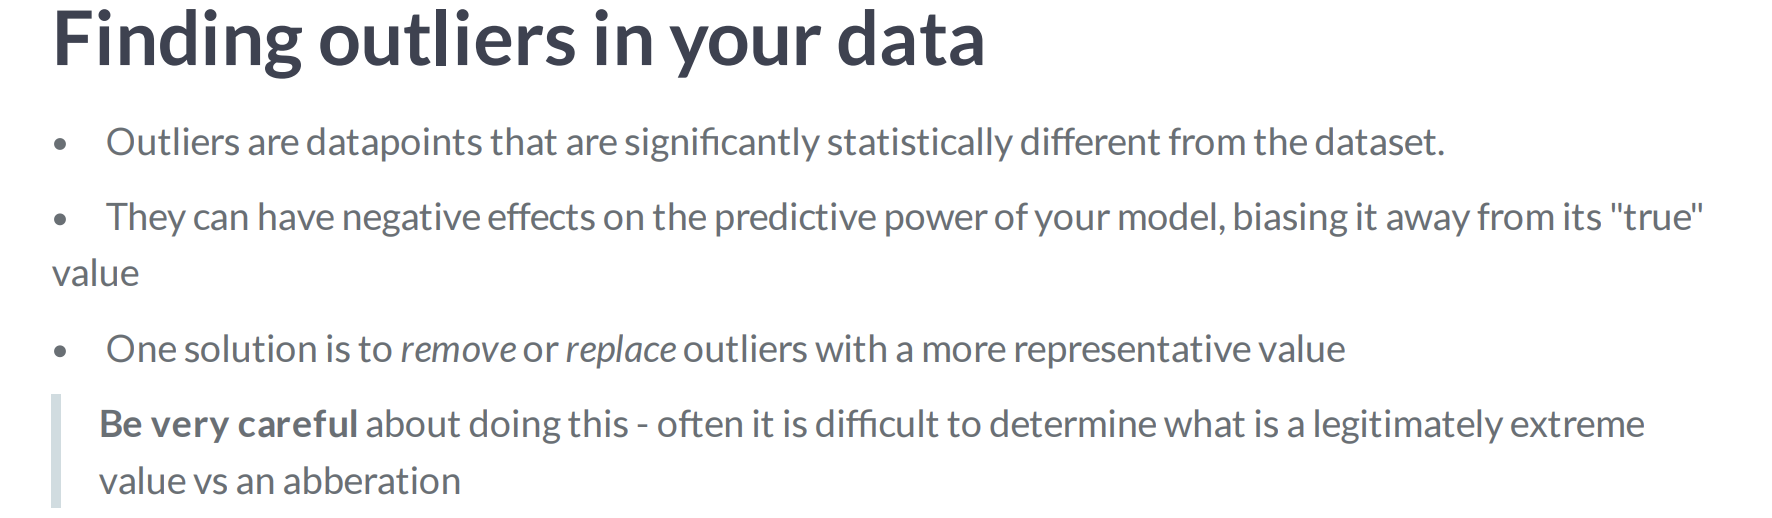 Finding outliers in your data
• Outliers are datapoints that are significantly statistically different from the dataset.
• They can have negative effects on the predictive power of your model, biasing it away from its "true"
value
• One solution is to remove or replace outliers with a more representative value
Be very careful about doing this - often it is difficult to determine what is a legitimately extreme
value vs an abberation